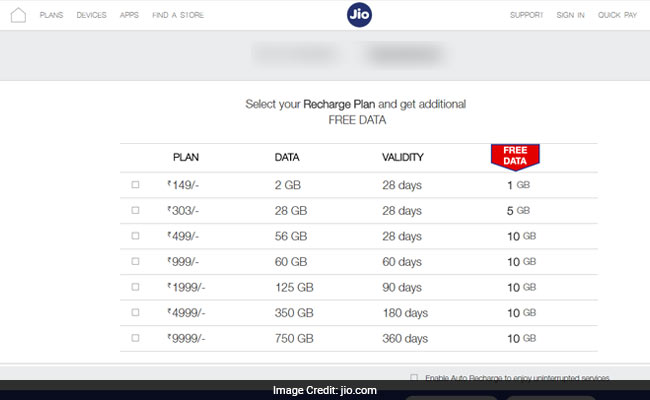 PLANS DEVICES APPS FIND A STORE Jio SUPPORT SIGN IN QUICK PAY
Select your Recharge Plan and get additional
FREE DATA
PLAN DATA VALIDITY FREE DATA
₹149/- 2 GB 28 days 1 GB
₹303/- 28 GB 28 days 5 GB
₹499/- 56 GB 28 days 10 GB
₹999/- 60 GB 60 days 10 GB
₹1999/- 125 GB 90 days 10 GB
₹4999/- 350 GB 180 days 10 GB
₹9999/- 750 GB 360 days 10 GB
Enable Auto Recharge to enjoy uninterrupted services
Image Credit: jio.com